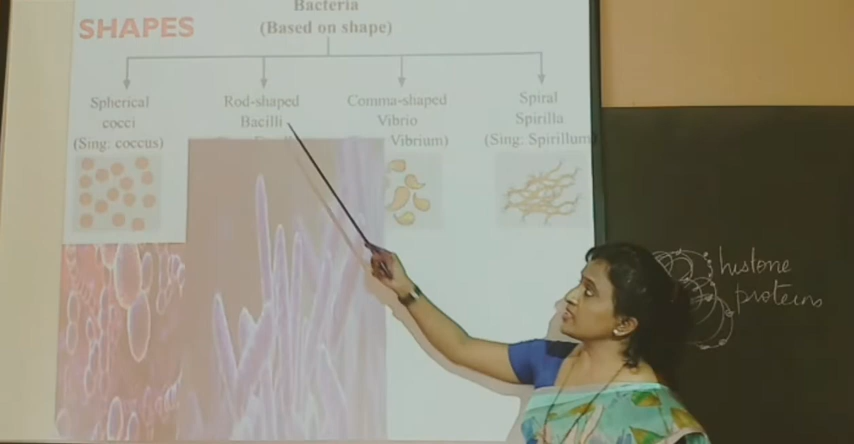 SHAPES
Bacteria
(Based on shape)
Spherical
cocci
(Sing: coccus)
Rod-shaped
Bacilli
Comma-shaped
Vibrio
Vibrium)
Spiral
Spirilla
(Sing: Spirillum)
histone
proteins